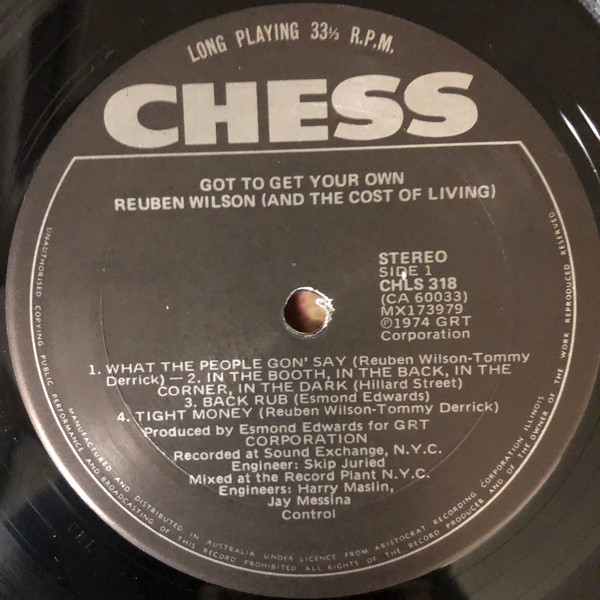 LONG PLAYING 33⅓ R.P.M.
CHESS
GOT TO GET YOUR OWN
REUBEN WILSON (AND THE COST OF LIVING)
STEREO
SIDE 1
CHLS 318
(CA 60033)
MX173979
℗1974 GRT
Corporation
1. WHAT THE PEOPLE GON' SAY (Reuben Wilson-Tommy
Derrick) — 2. IN THE BOOTH, IN THE BACK, IN THE
CORNER, IN THE DARK (Hillard Street)
3. BACK RUB (Esmond Edwards)
4. TIGHT MONEY (Reuben Wilson-Tommy Derrick)
Produced by Esmond Edwards for GRT
CORPORATION
Recorded at Sound Exchange, N.Y.C.
Engineer: Skip Juried
Mixed at the Record Plant N.Y.C.
Engineers: Harry Maslin,
Jay Messina
Control
MANUFACTURED AND DISTRIBUTED IN AUSTRALIA UNDER LICENCE FROM ARISTOCRAT RECORDING CORPORATION ILLINOIS
UNAUTHORISED COPYING PUBLIC PERFORMANCE AND BROADCASTING OF THIS RECORD PROHIBITED ALL RIGHTS OF THE RECORD PRODUCER AND OF THE OWNER OF THE WORK REPRODUCED RESERVED